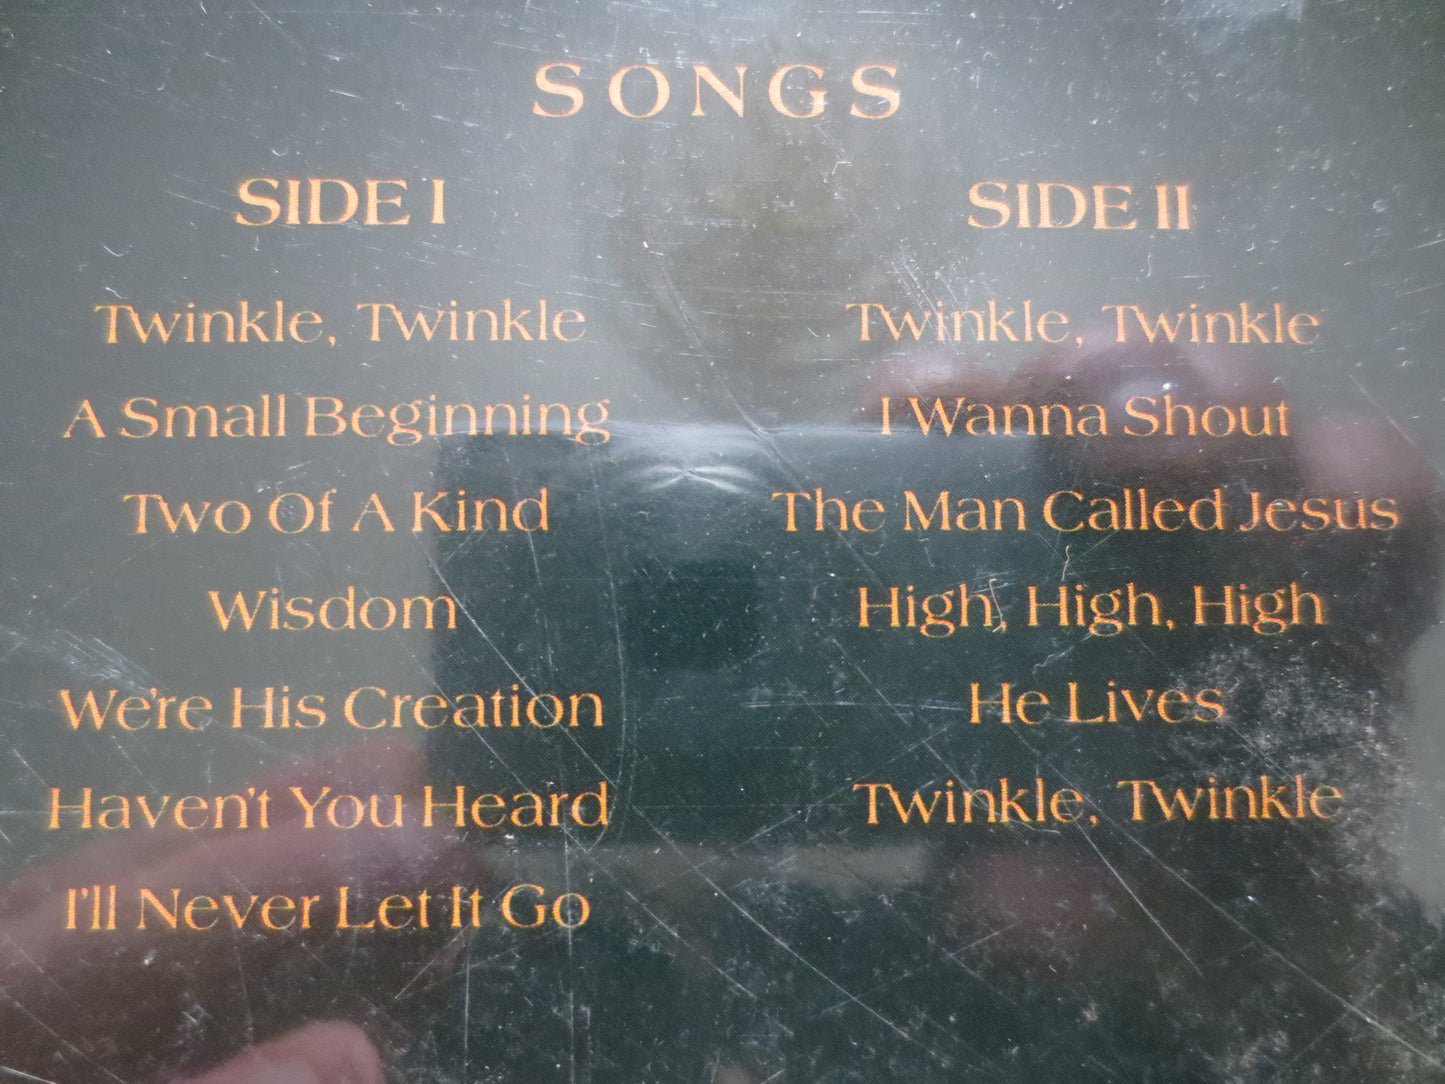 SONGS
SIDE I
Twinkle, Twinkle
A Small Beginning
Two Of A Kind
Wisdom
We're His Creation
Haven't You Heard
I'll Never Let It Go
SIDE II
Twinkle, Twinkle
I Wanna Shout
The Man Called Jesus
High, High, High
He Lives
Twinkle, Twinkle